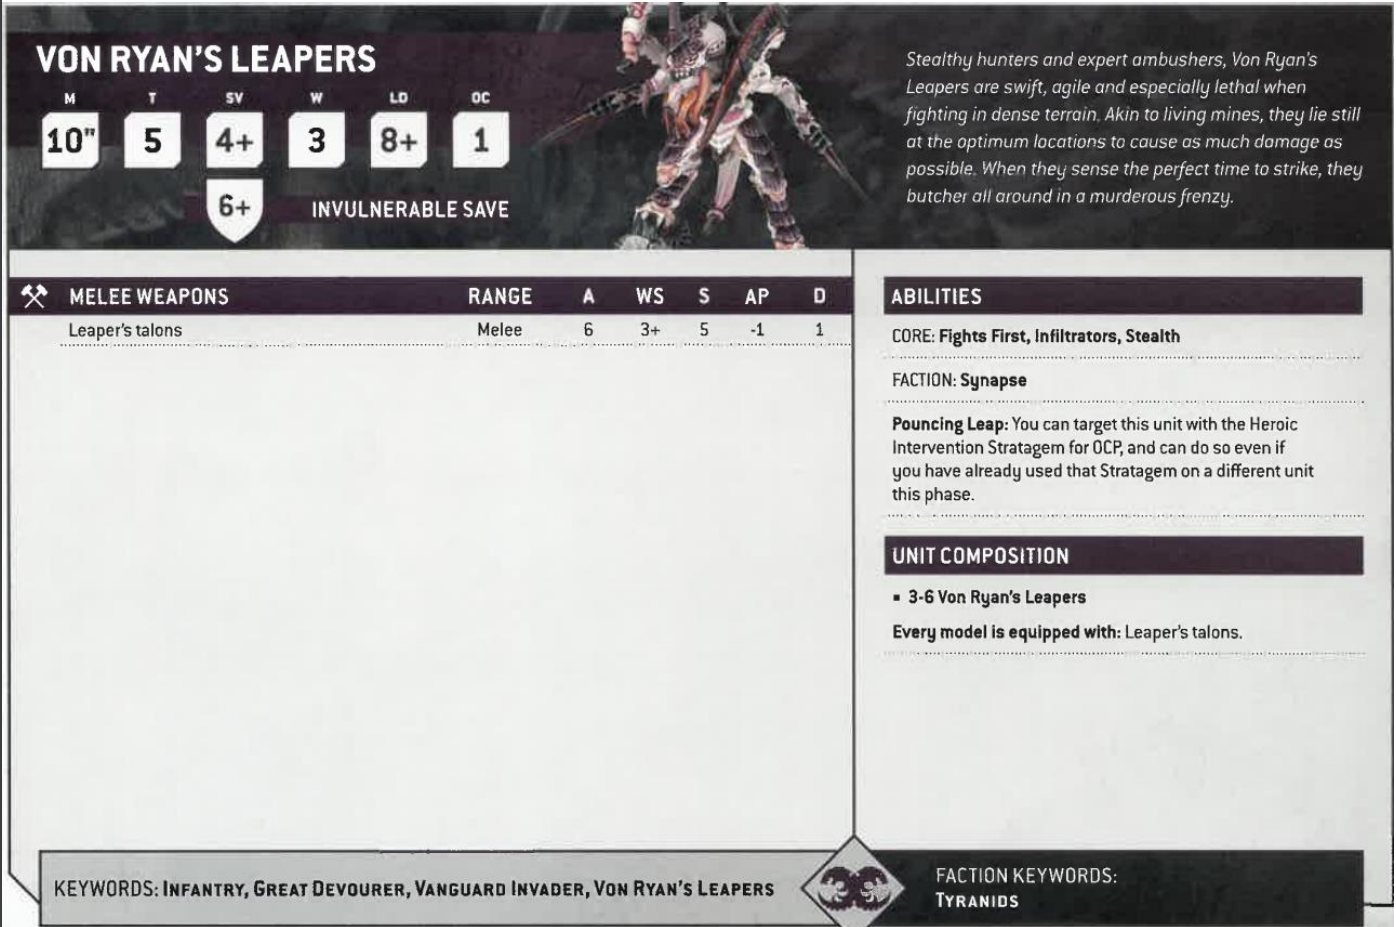 VON RYAN'S LEAPERS
M T SV W LD OC
10" 5 4+ 3 8+ 1
6+ INVULNERABLE SAVE
Stealthy hunters and expert ambushers, Von Ryan's
Leapers are swift, agile and especially lethal when
fighting in dense terrain. Akin to living mines, they lie still
at the optimum locations to cause as much damage as
possible. When they sense the perfect time to strike, they
butcher all around in a murderous frenzy.
MELEE WEAPONS RANGE A WS S AP D
Leaper's talons Melee 6 3+ 5 -1 1
ABILITIES
CORE: Fights First, Infiltrators, Stealth
FACTION: Synapse
Pouncing Leap: You can target this unit with the Heroic
Intervention Stratagem for 0CP, and can do so even if
you have already used that Stratagem on a different unit
this phase.
UNIT COMPOSITION
▪ 3-6 Von Ryan's Leapers
Every model is equipped with: Leaper's talons.
KEYWORDS: INFANTRY, GREAT DEVOURER, VANGUARD INVADER, VON RYAN'S LEAPERS
FACTION KEYWORDS:
TYRANIDS